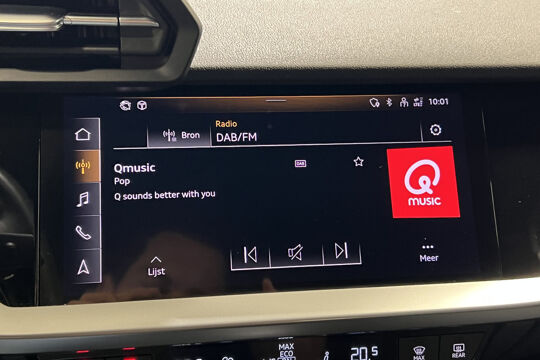 10:01
Radio
Bron
DAB/FM
Qmusic
DAB
Pop
Q sounds better with you
Q
MUSIC
Lijst
Meer
MAX
ECO
20.5
MAX
REAR